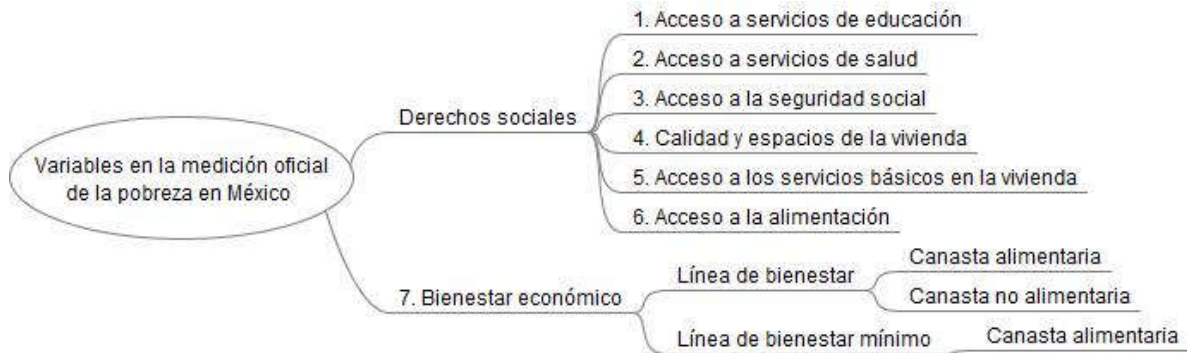 Variables en la medición oficial
de la pobreza en México
Derechos sociales
1. Acceso a servicios de educación
2. Acceso a servicios de salud
3. Acceso a la seguridad social
4. Calidad y espacios de la vivienda
5. Acceso a los servicios básicos en la vivienda
6. Acceso a la alimentación
7. Bienestar económico
Línea de bienestar
Canasta alimentaria
Canasta no alimentaria
Línea de bienestar mínimo
Canasta alimentaria